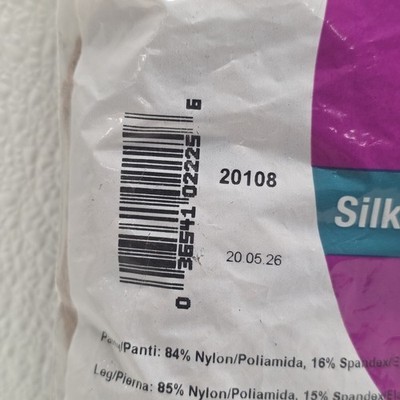 0 36541 02225 6
20108
Silk
20 05.26
/Panti: 84% Nylon/Poliamida, 16% Spandex/E
Leg/Pierna: 85% Nylon/Poliamida, 15% Spandex/Ela